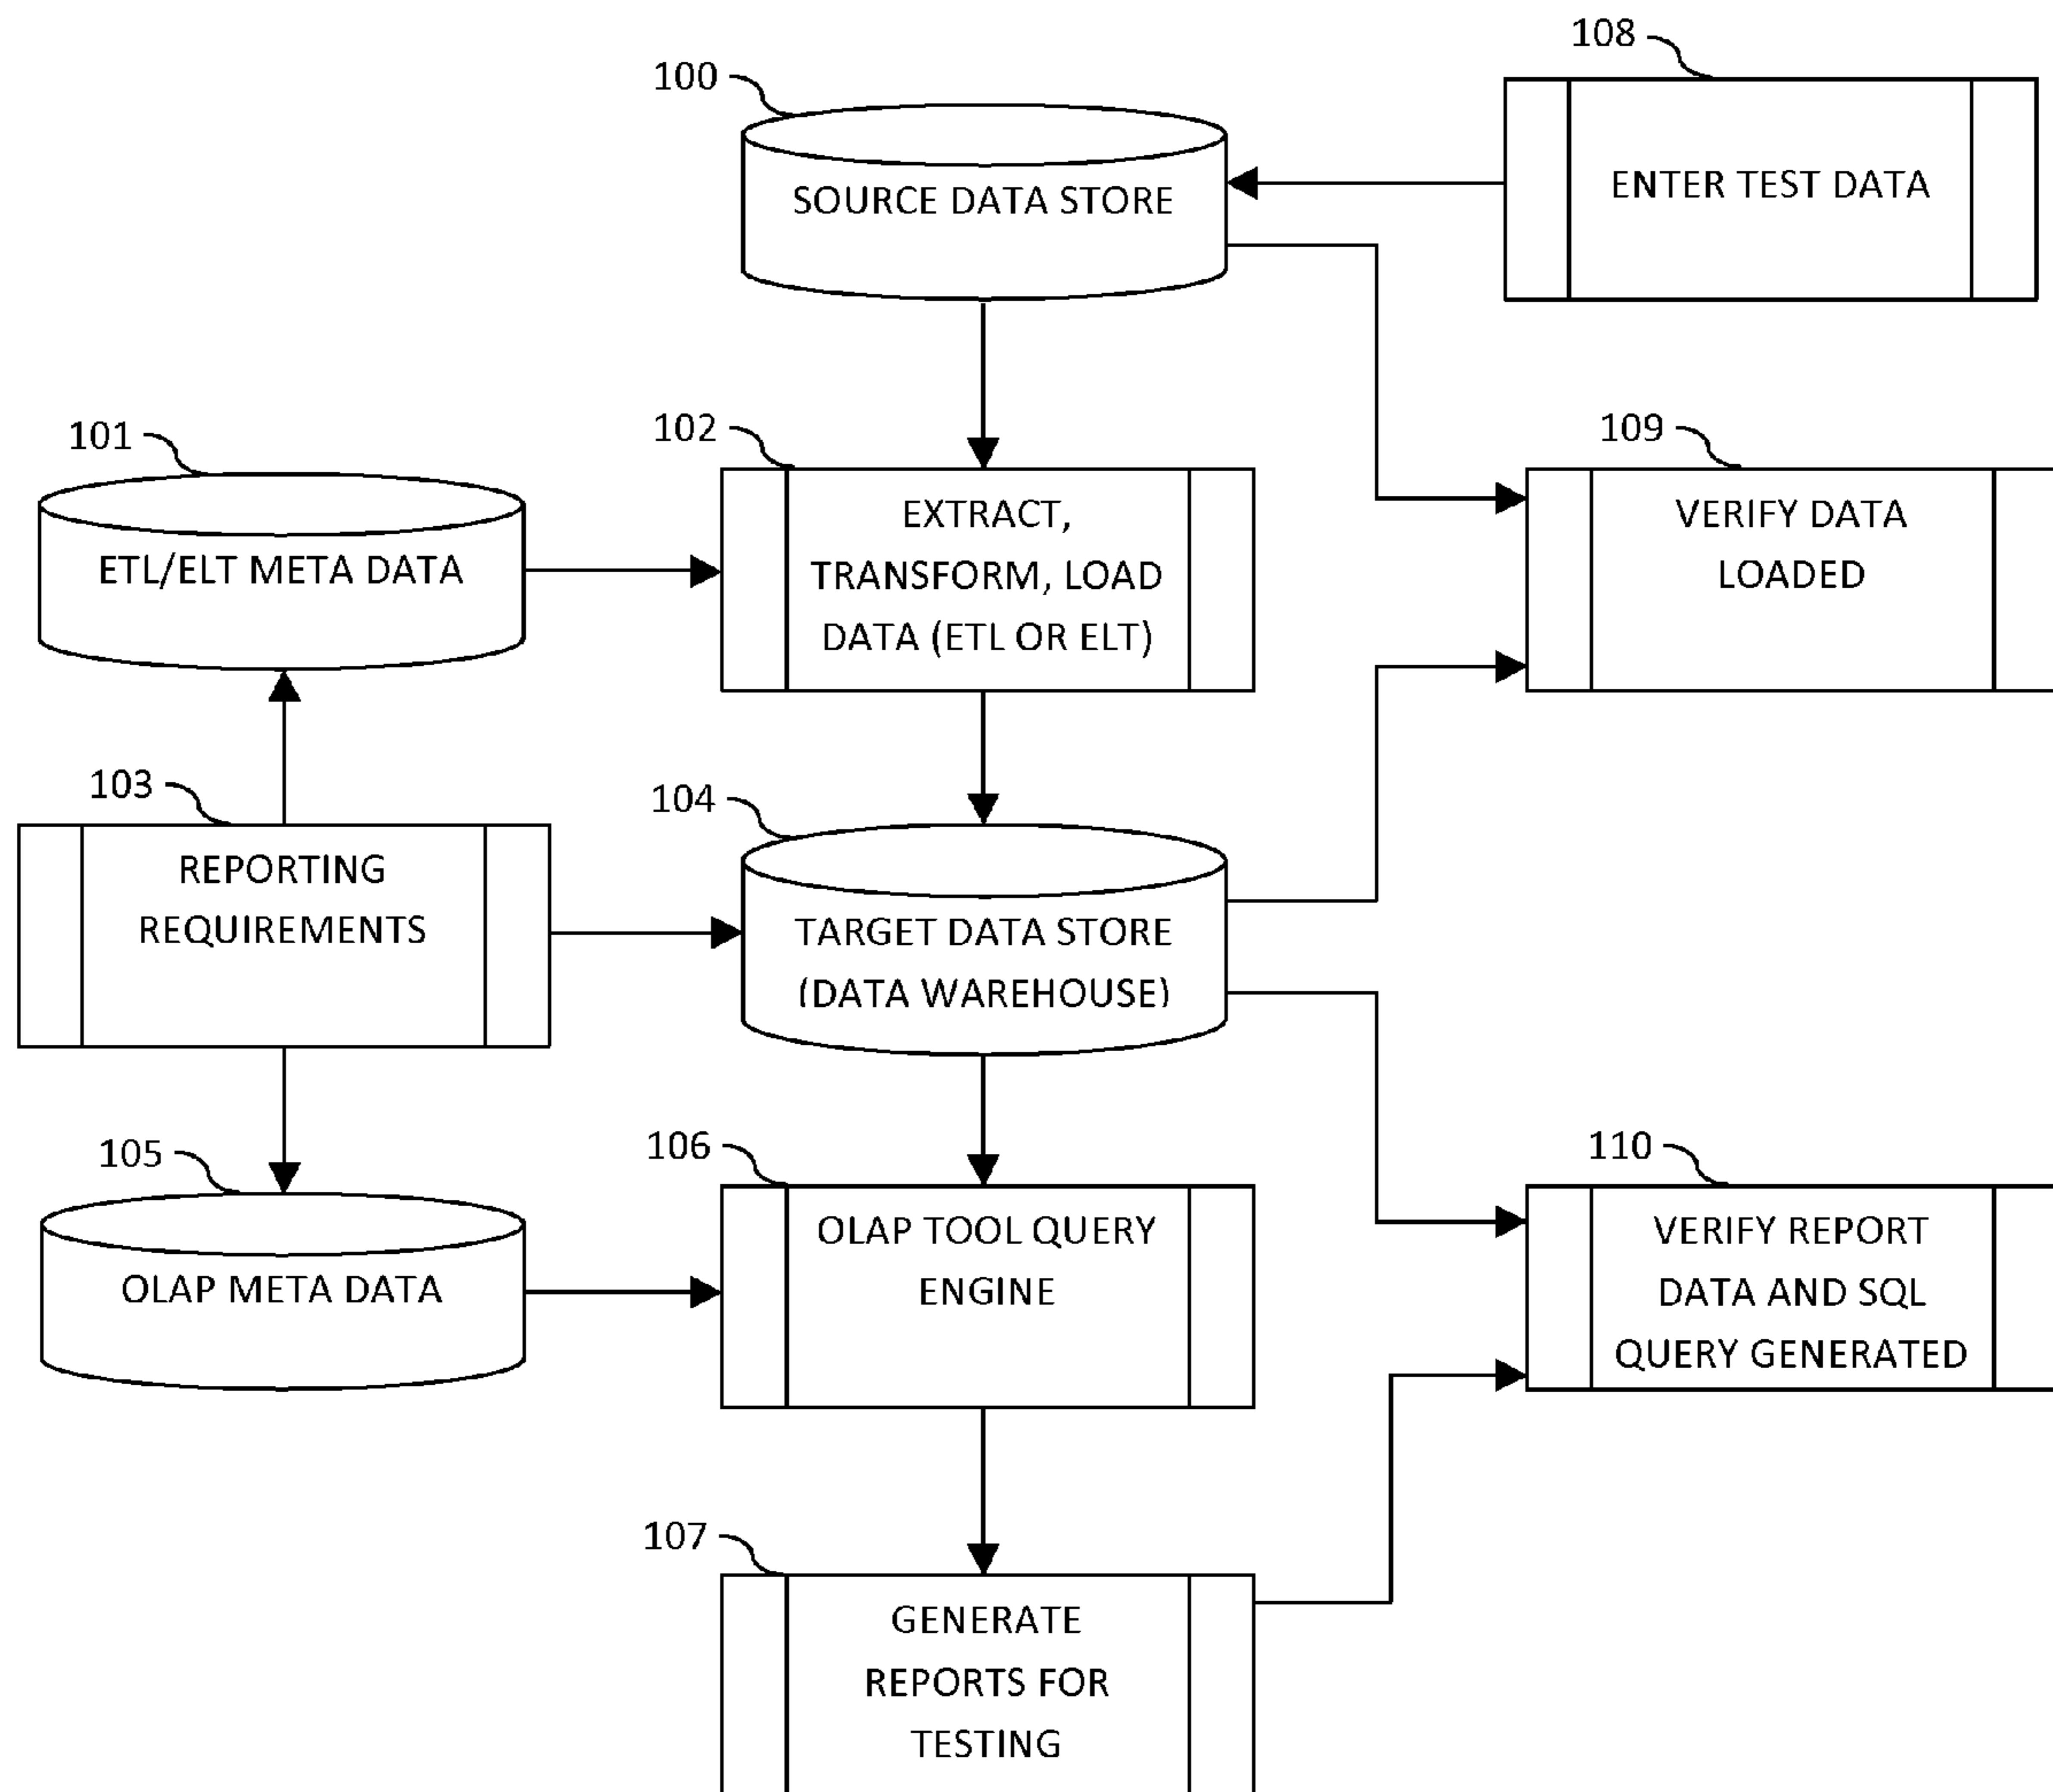 108
100
SOURCE DATA STORE
ENTER TEST DATA
101
102
109
ETL/ELT META DATA
EXTRACT,
TRANSFORM, LOAD
DATA (ETL OR ELT)
VERIFY DATA
LOADED
103
104
REPORTING
REQUIREMENTS
TARGET DATA STORE
(DATA WAREHOUSE)
105
106
110
OLAP META DATA
OLAP TOOL QUERY
ENGINE
VERIFY REPORT
DATA AND SQL
QUERY GENERATED
107
GENERATE
REPORTS FOR
TESTING